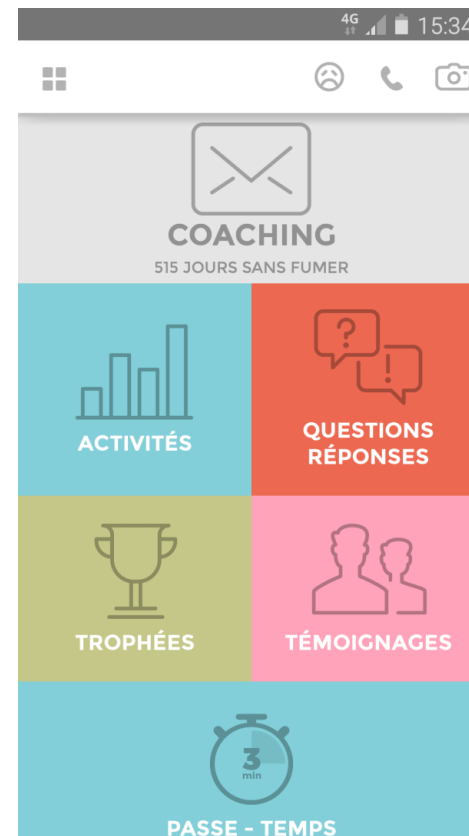 4G 15:34
COACHING
515 JOURS SANS FUMER
ACTIVITÉS
QUESTIONS
RÉPONSES
TROPHÉES
TÉMOIGNAGES
3
min
PASSE - TEMPS